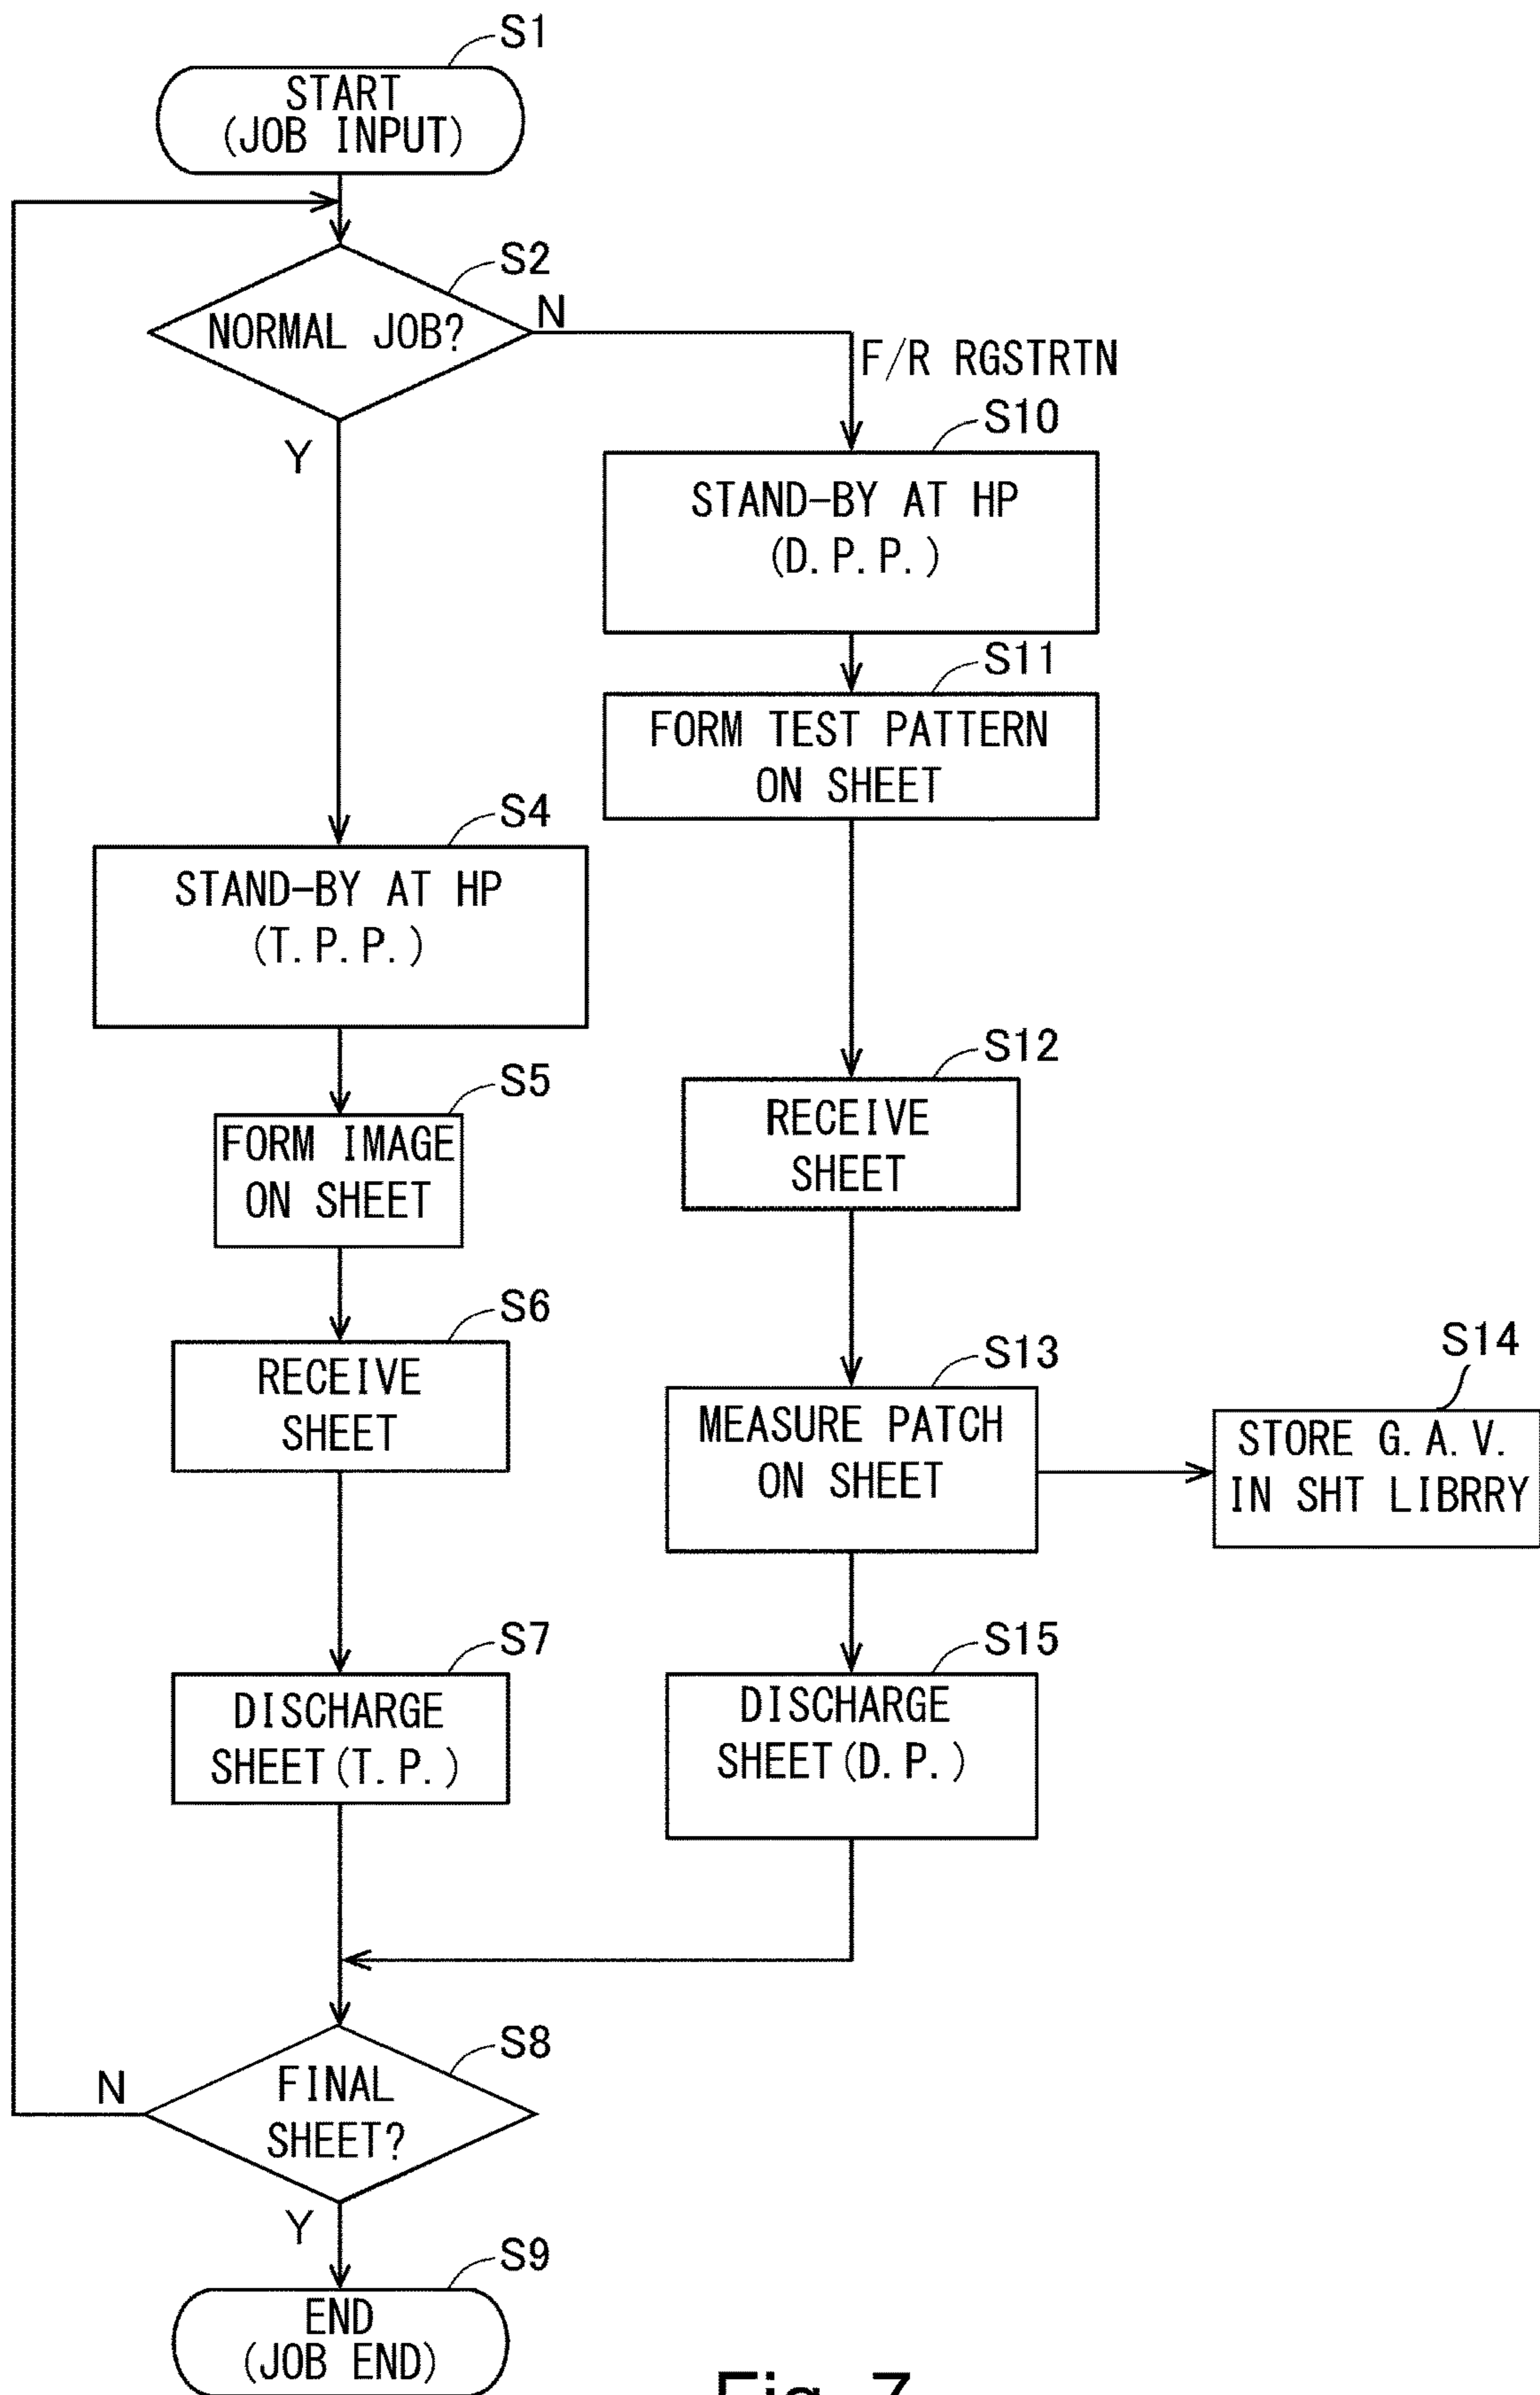 S1
START
(JOB INPUT)
S2
NORMAL JOB?
N
F/R RGSTRTN
Y
S10
STAND-BY AT HP
(D.P.P.)
S11
FORM TEST PATTERN
ON SHEET
S4
STAND-BY AT HP
(T.P.P.)
S5
FORM IMAGE
ON SHEET
S12
RECEIVE
SHEET
S6
RECEIVE
SHEET
S13
MEASURE PATCH
ON SHEET
S14
STORE G.A.V.
IN SHT LIBRRY
S7
DISCHARGE
SHEET(T.P.)
S15
DISCHARGE
SHEET(D.P.)
S8
FINAL
SHEET?
N
Y
S9
END
(JOB END)
Fig. 7